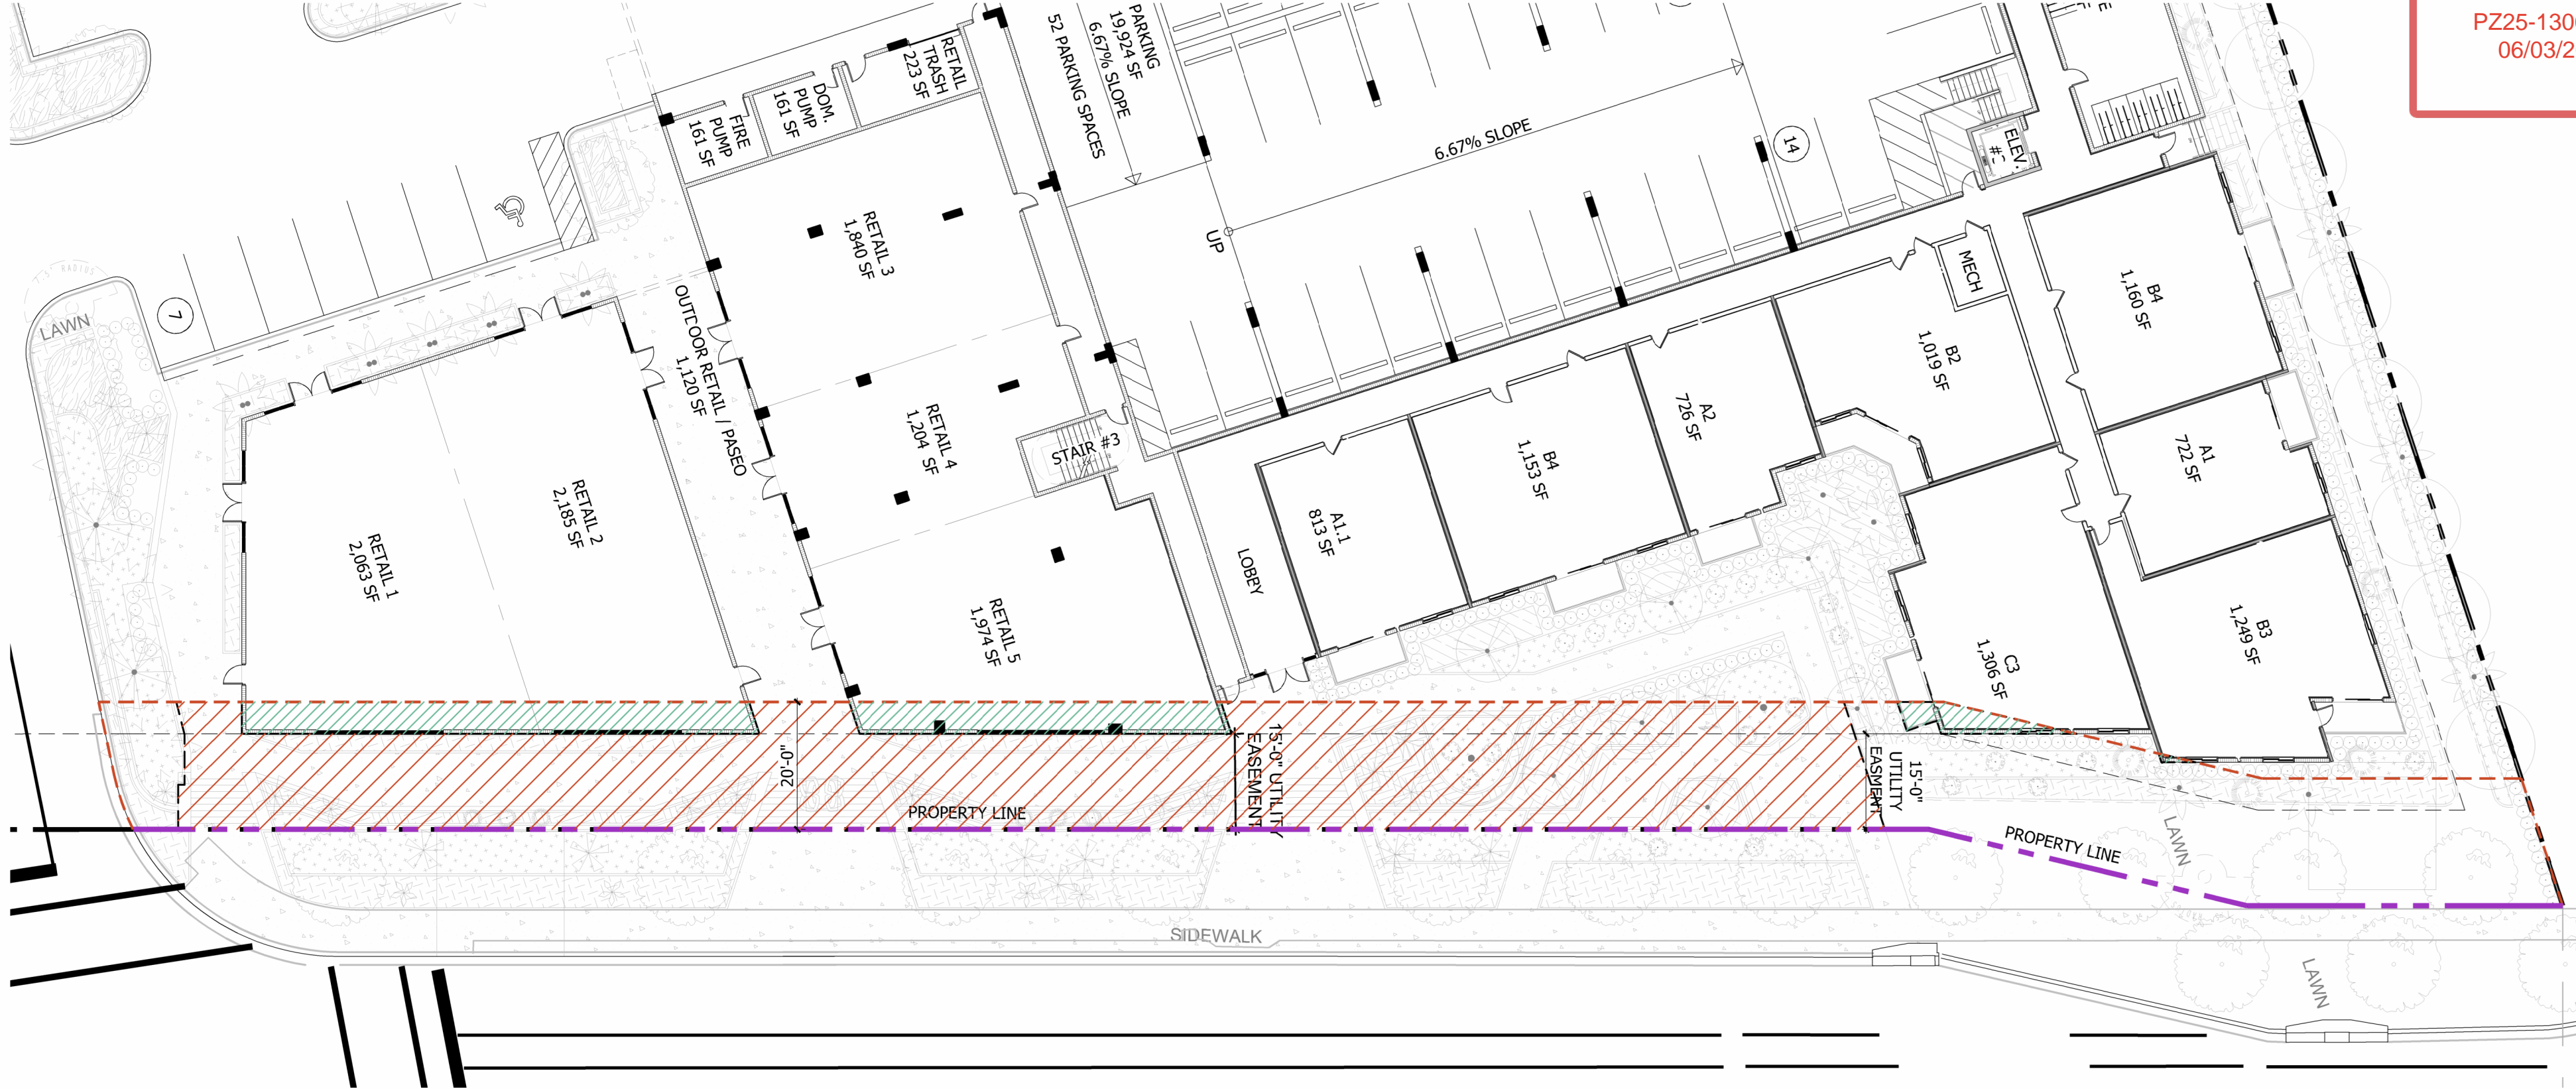 PZ25-130
06/03/2
PARKING
19,924 SF
6.67% SLOPE
52 PARKING SPACES
RETAIL
TRASH
223 SF
DOM.
PUMP
161 SF
FIRE
PUMP
161 SF
6.67% SLOPE
14
UP
ELEV.
MECH
RETAIL 3
1,840 SF
5' RADIUS
LAWN
7
OUTDOOR RETAIL / PASEO
1,120 SF
RETAIL 4
1,204 SF
STAIR #3
RETAIL 2
2,185 SF
RETAIL 1
2,063 SF
RETAIL 5
1,974 SF
LOBBY
A1.1
813 SF
B4
1,153 SF
A2
726 SF
B2
1,019 SF
B4
1,160 SF
A1
722 SF
C3
1,306 SF
B3
1,249 SF
20'-0"
15'-0" UTILITY
EASEMENT
15'-0"
UTILITY
EASMENT
PROPERTY LINE
PROPERTY LINE
LAWN
SIDEWALK
LAWN